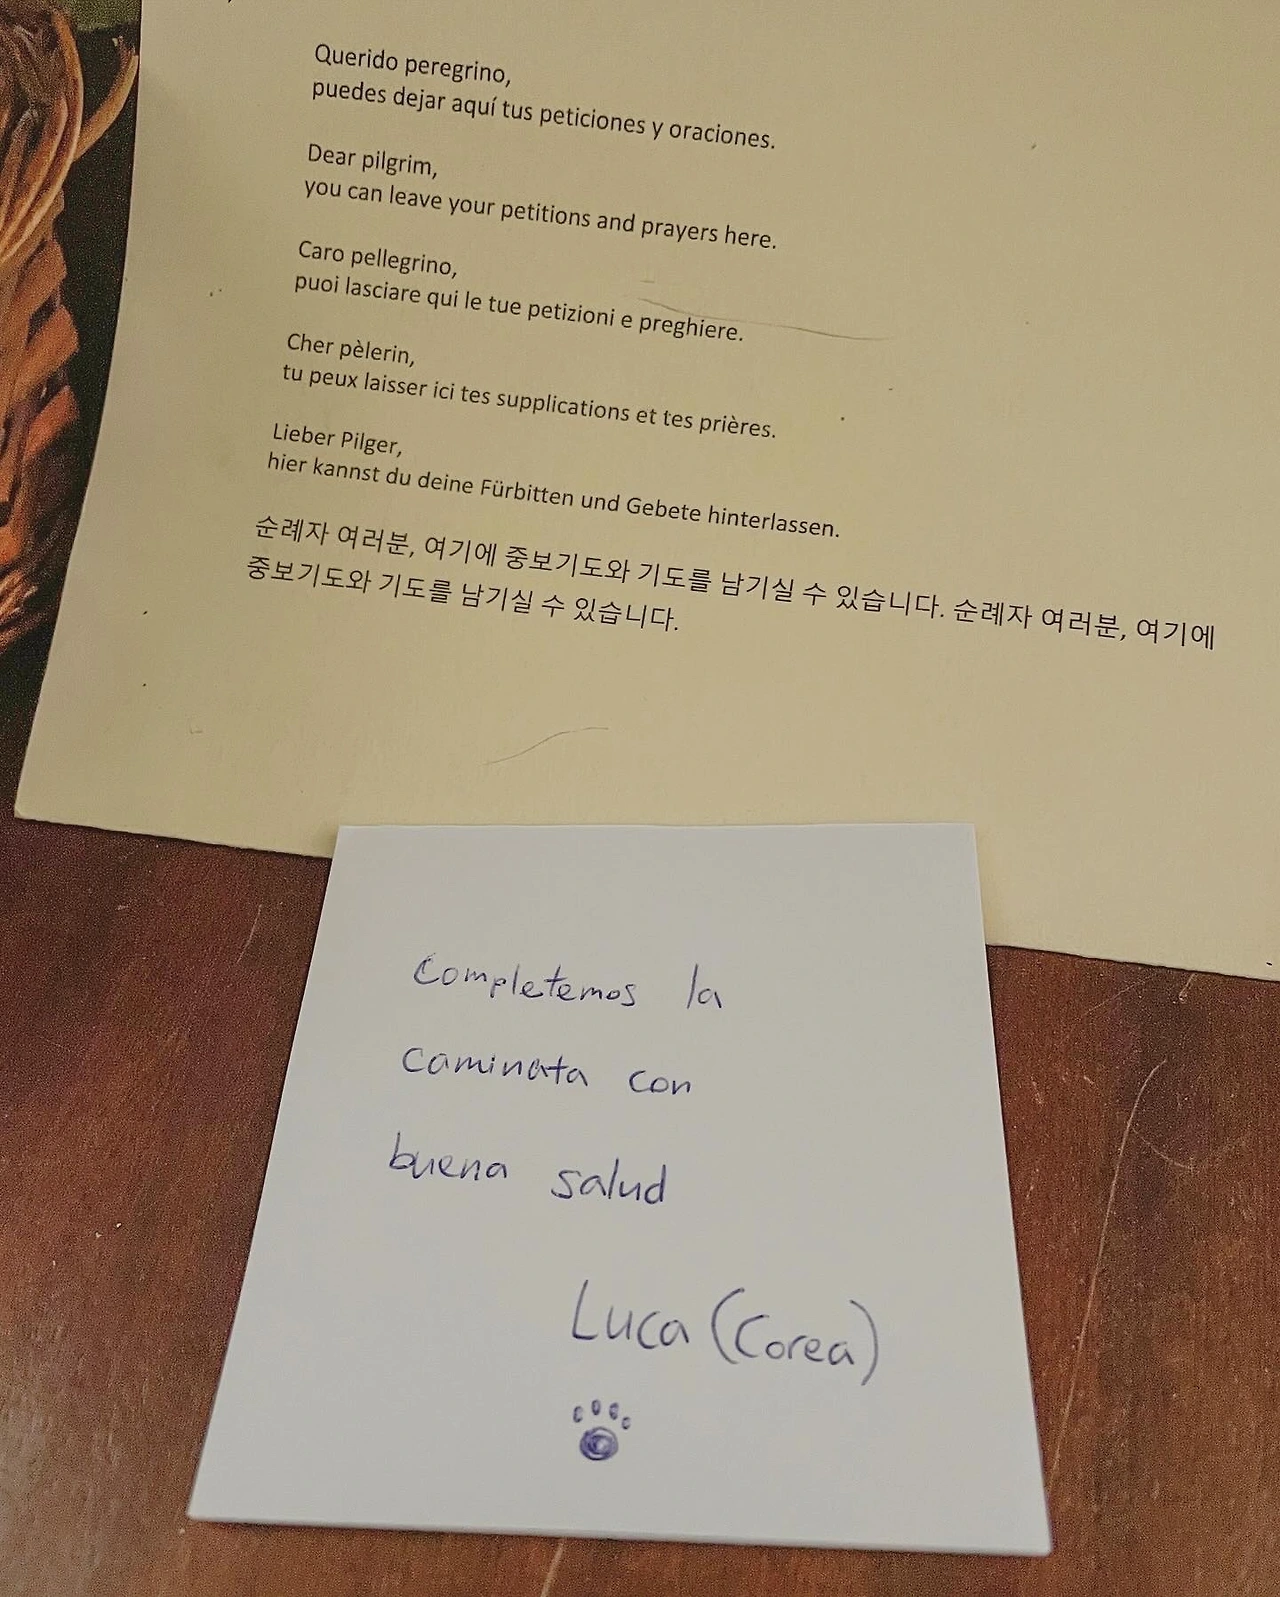 Querido peregrino,
puedes dejar aquí tus peticiones y oraciones.
Dear pilgrim,
you can leave your petitions and prayers here.
Caro pellegrino,
puoi lasciare qui le tue petizioni e preghiere.
Cher pèlerin,
tu peux laisser ici tes supplications et tes prières.
Lieber Pilger,
hier kannst du deine Fürbitten und Gebete hinterlassen.
순례자 여러분, 여기에 중보기도와 기도를 남기실 수 있습니다. 순례자 여러분, 여기에
중보기도와 기도를 남기실 수 있습니다.
Completemos la
caminata con
buena salud
Luca (Corea)